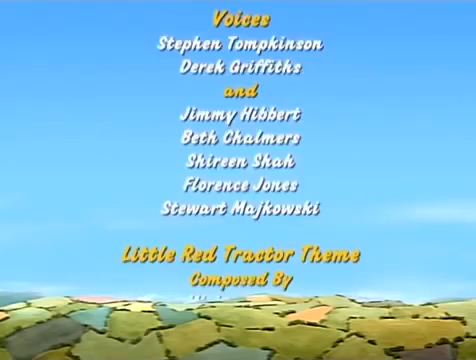 Voices
Stephen Tompkinson
Derek Griffiths
and
Jimmy Hibbert
Beth Chalmers
Shireen Shah
Florence Jones
Stewart Majkowski
Little Red Tractor Theme
Composed By